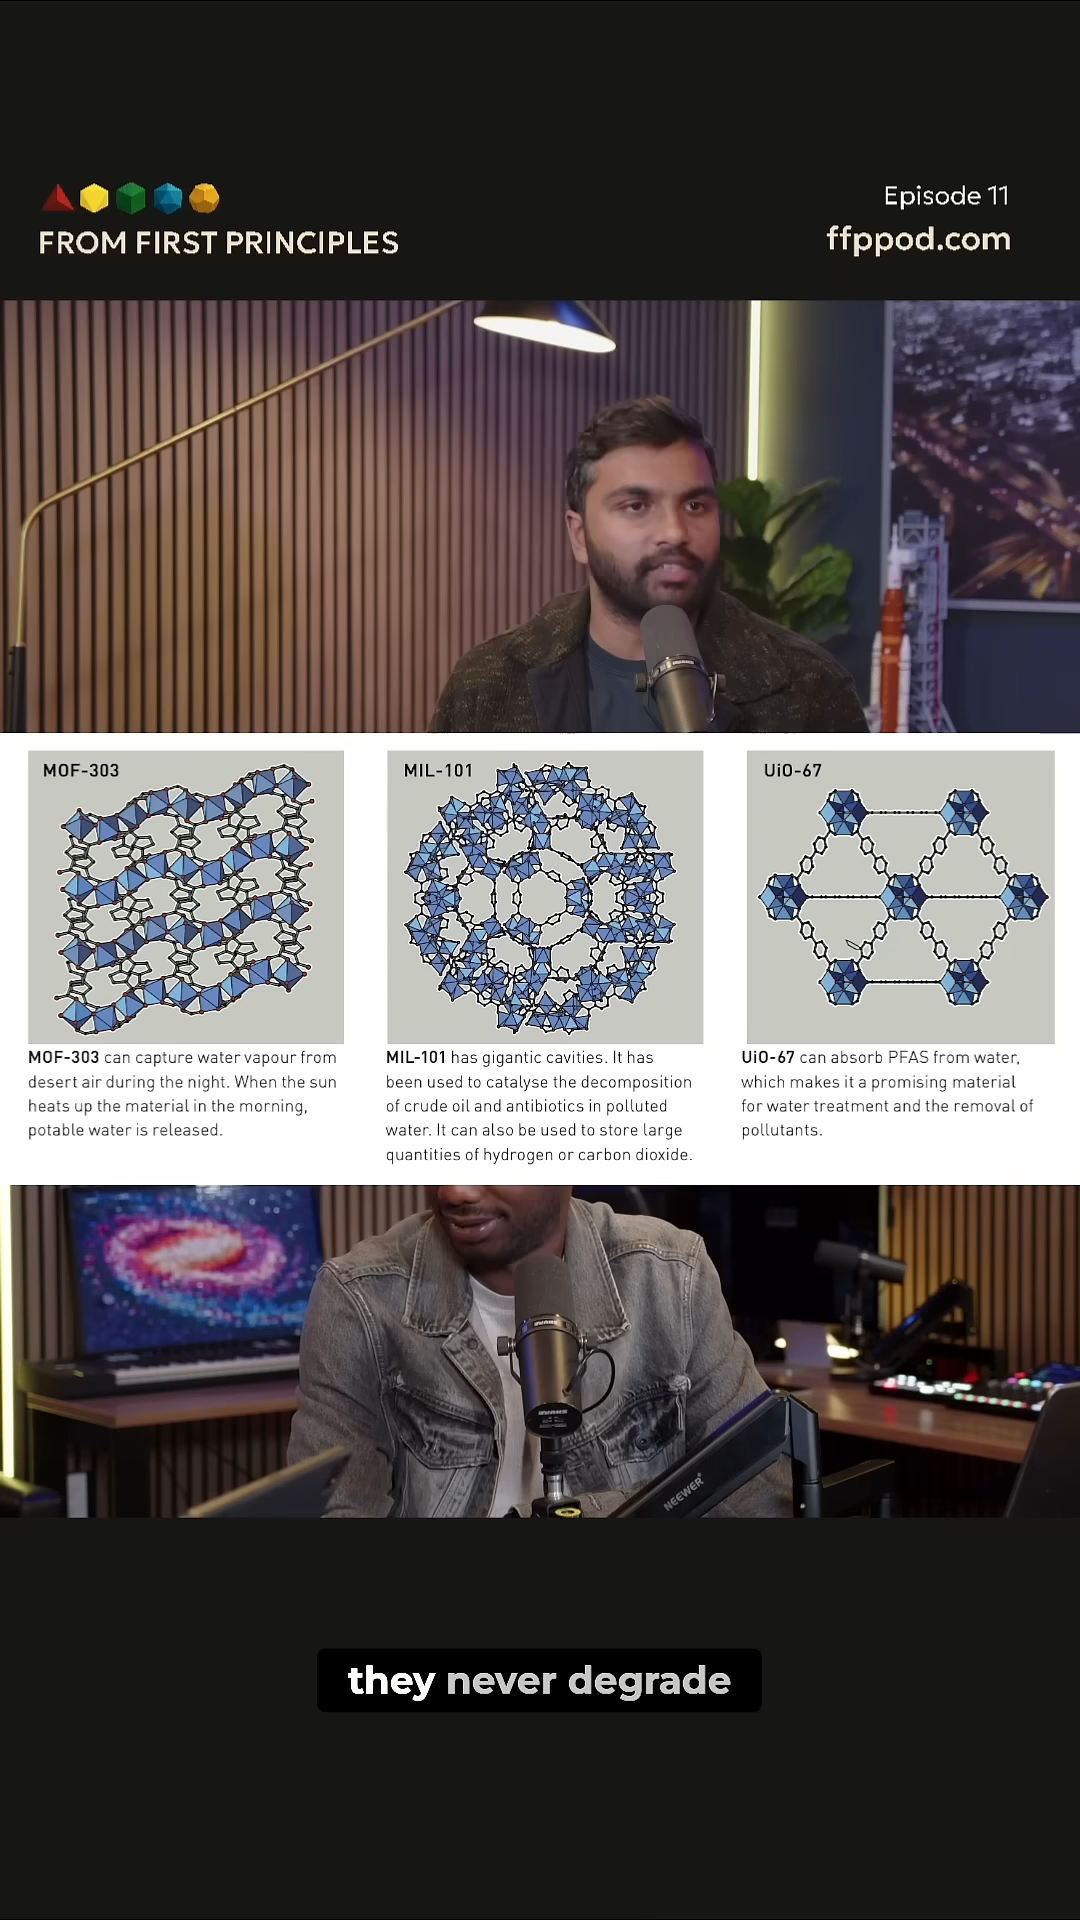 FROM FIRST PRINCIPLES
Episode 11
ffppod.com
MOF-303
MOF-303 can capture water vapour from
desert air during the night. When the sun
heats up the material in the morning,
potable water is released.
MIL-101
MIL-101 has gigantic cavities. It has
been used to catalyse the decomposition
of crude oil and antibiotics in polluted
water. It can also be used to store large
quantities of hydrogen or carbon dioxide.
UiO-67
UiO-67 can absorb PFAS from water,
which makes it a promising material
for water treatment and the removal of
pollutants.
NEEWER
they never degrade